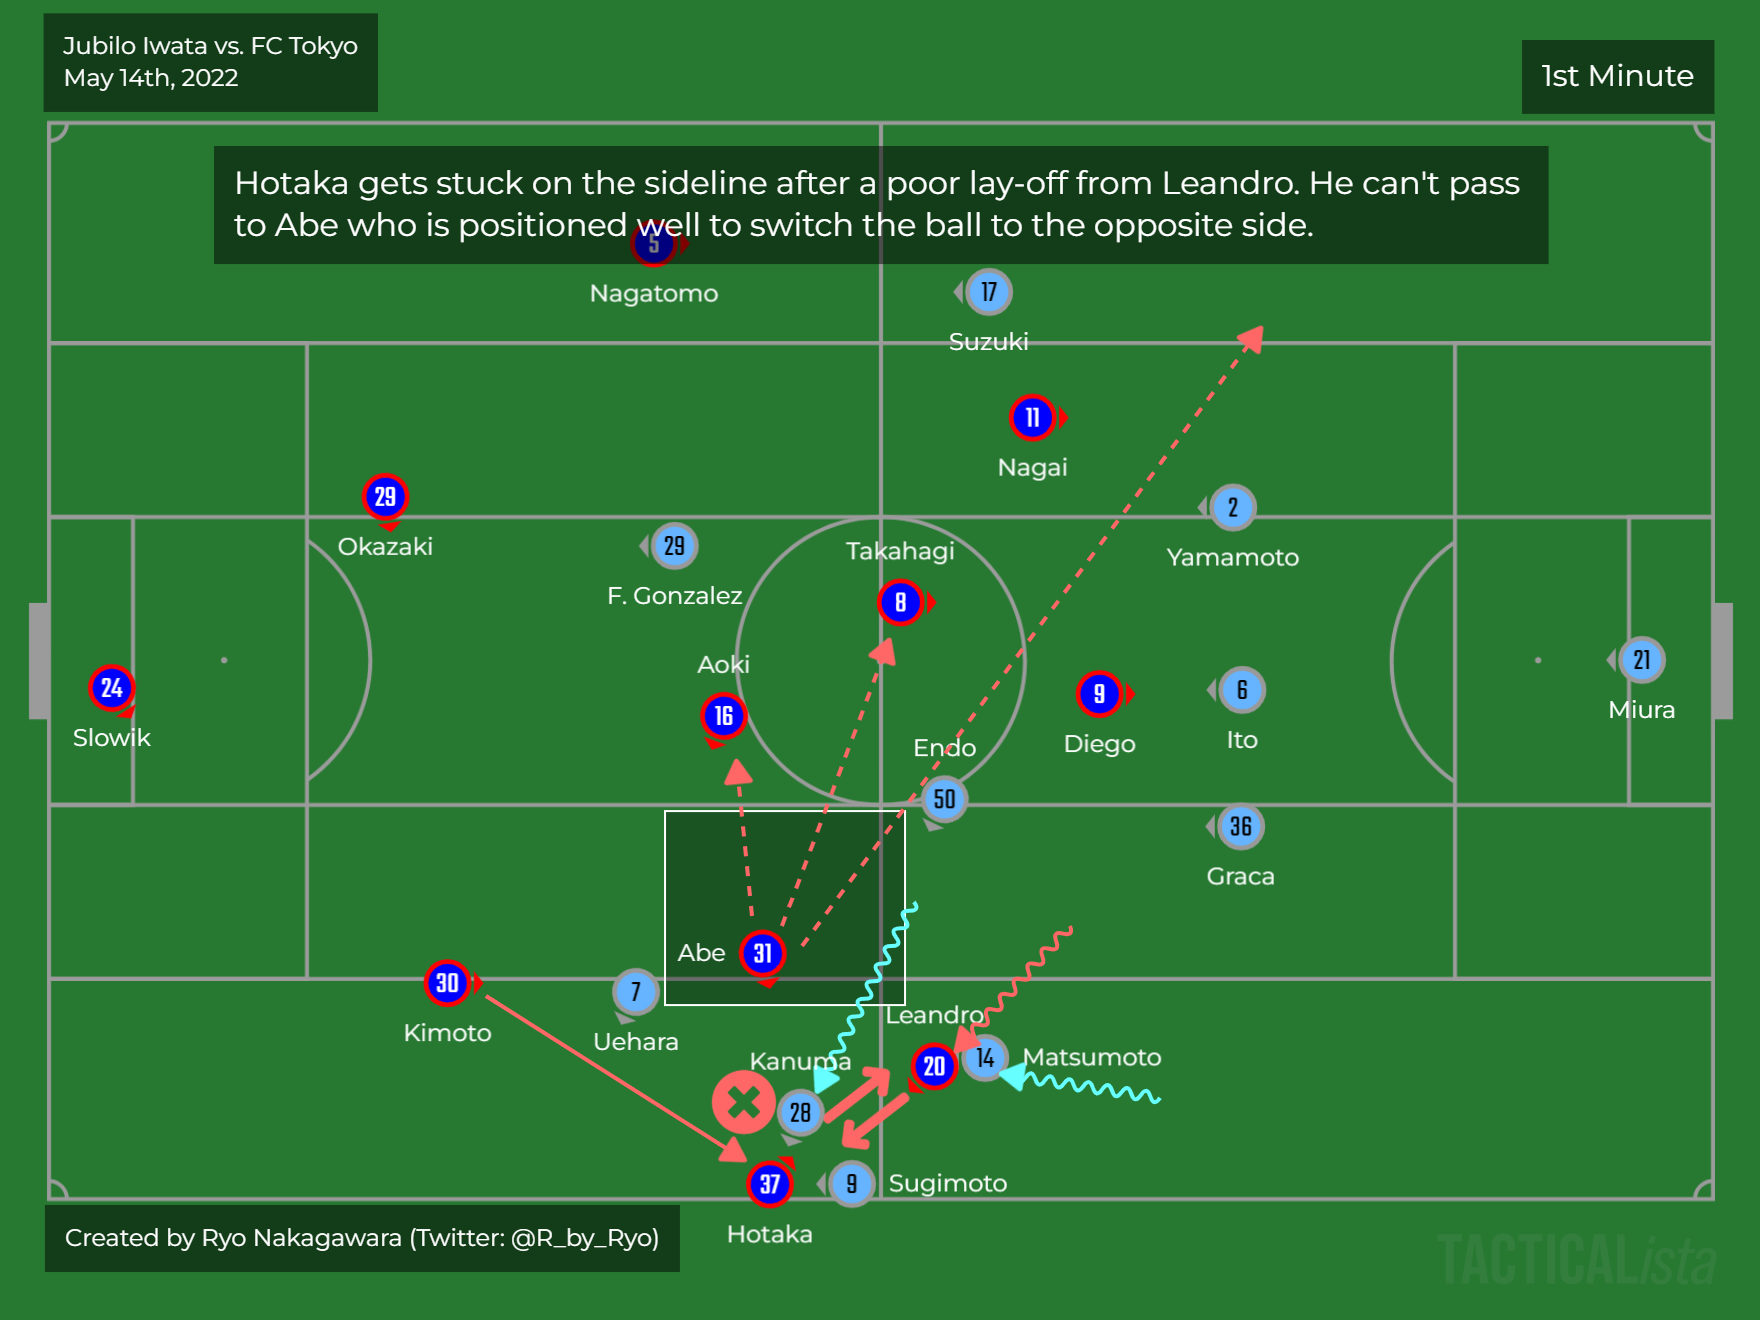 Jubilo Iwata vs. FC Tokyo
May 14th, 2022
1st Minute
Hotaka gets stuck on the sideline after a poor lay-off from Leandro. He can't pass
to Abe who is positioned well to switch the ball to the opposite side.
5
Nagatomo
17
Suzuki
11
Nagai
29
Okazaki
29
F. Gonzalez
Takahagi
8
2
Yamamoto
24
Slowik
Aoki
16
9
Diego
6
Ito
21
Miura
Endo
50
36
Graca
Abe
31
30
Kimoto
7
Uehara
Leandro
20
14
Matsumoto
Kanuma
28
37
Hotaka
9
Sugimoto
Created by Ryo Nakagawara (Twitter: @R_by_Ryo)
TACTICALista